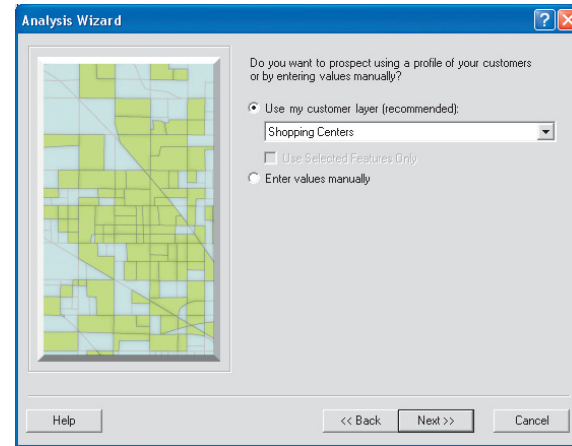 Analysis Wizard
Do you want to prospect using a profile of your customers
or by entering values manually?
Use my customer layer (recommended):
Shopping Centers
Use Selected Features Only
Enter values manually
Help
<< Back
Next >>
Cancel